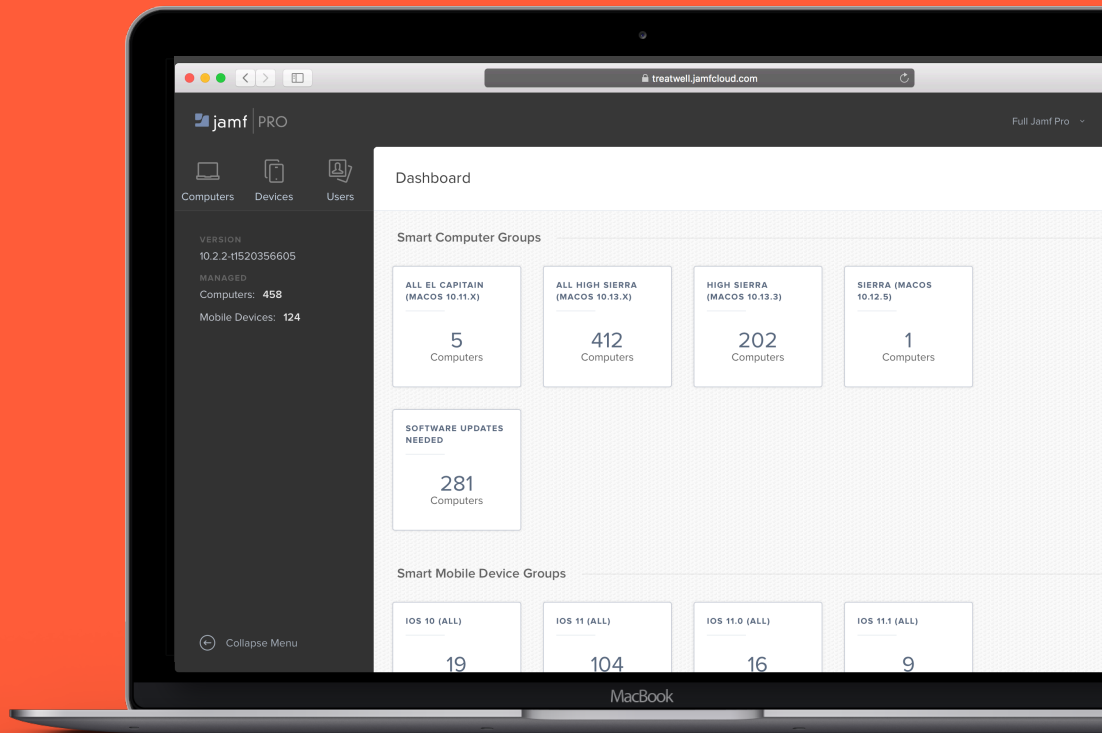 treatwell.jamfcloud.com
jamf PRO
Full Jamf Pro
Computers
Devices
Users
Dashboard
VERSION
10.2.2-t1520356605
MANAGED
Computers: 458
Mobile Devices: 124
Smart Computer Groups
ALL EL CAPITAN
(MACOS 10.11.X)
5
Computers
ALL HIGH SIERRA
(MACOS 10.13.X)
412
Computers
HIGH SIERRA
(MACOS 10.13.3)
202
Computers
SIERRA (MACOS
10.12.5)
1
Computers
SOFTWARE UPDATES
NEEDED
281
Computers
Smart Mobile Device Groups
IOS 10 (ALL)
19
IOS 11 (ALL)
104
IOS 11.0 (ALL)
16
IOS 11.1 (ALL)
9
Collapse Menu
MacBook